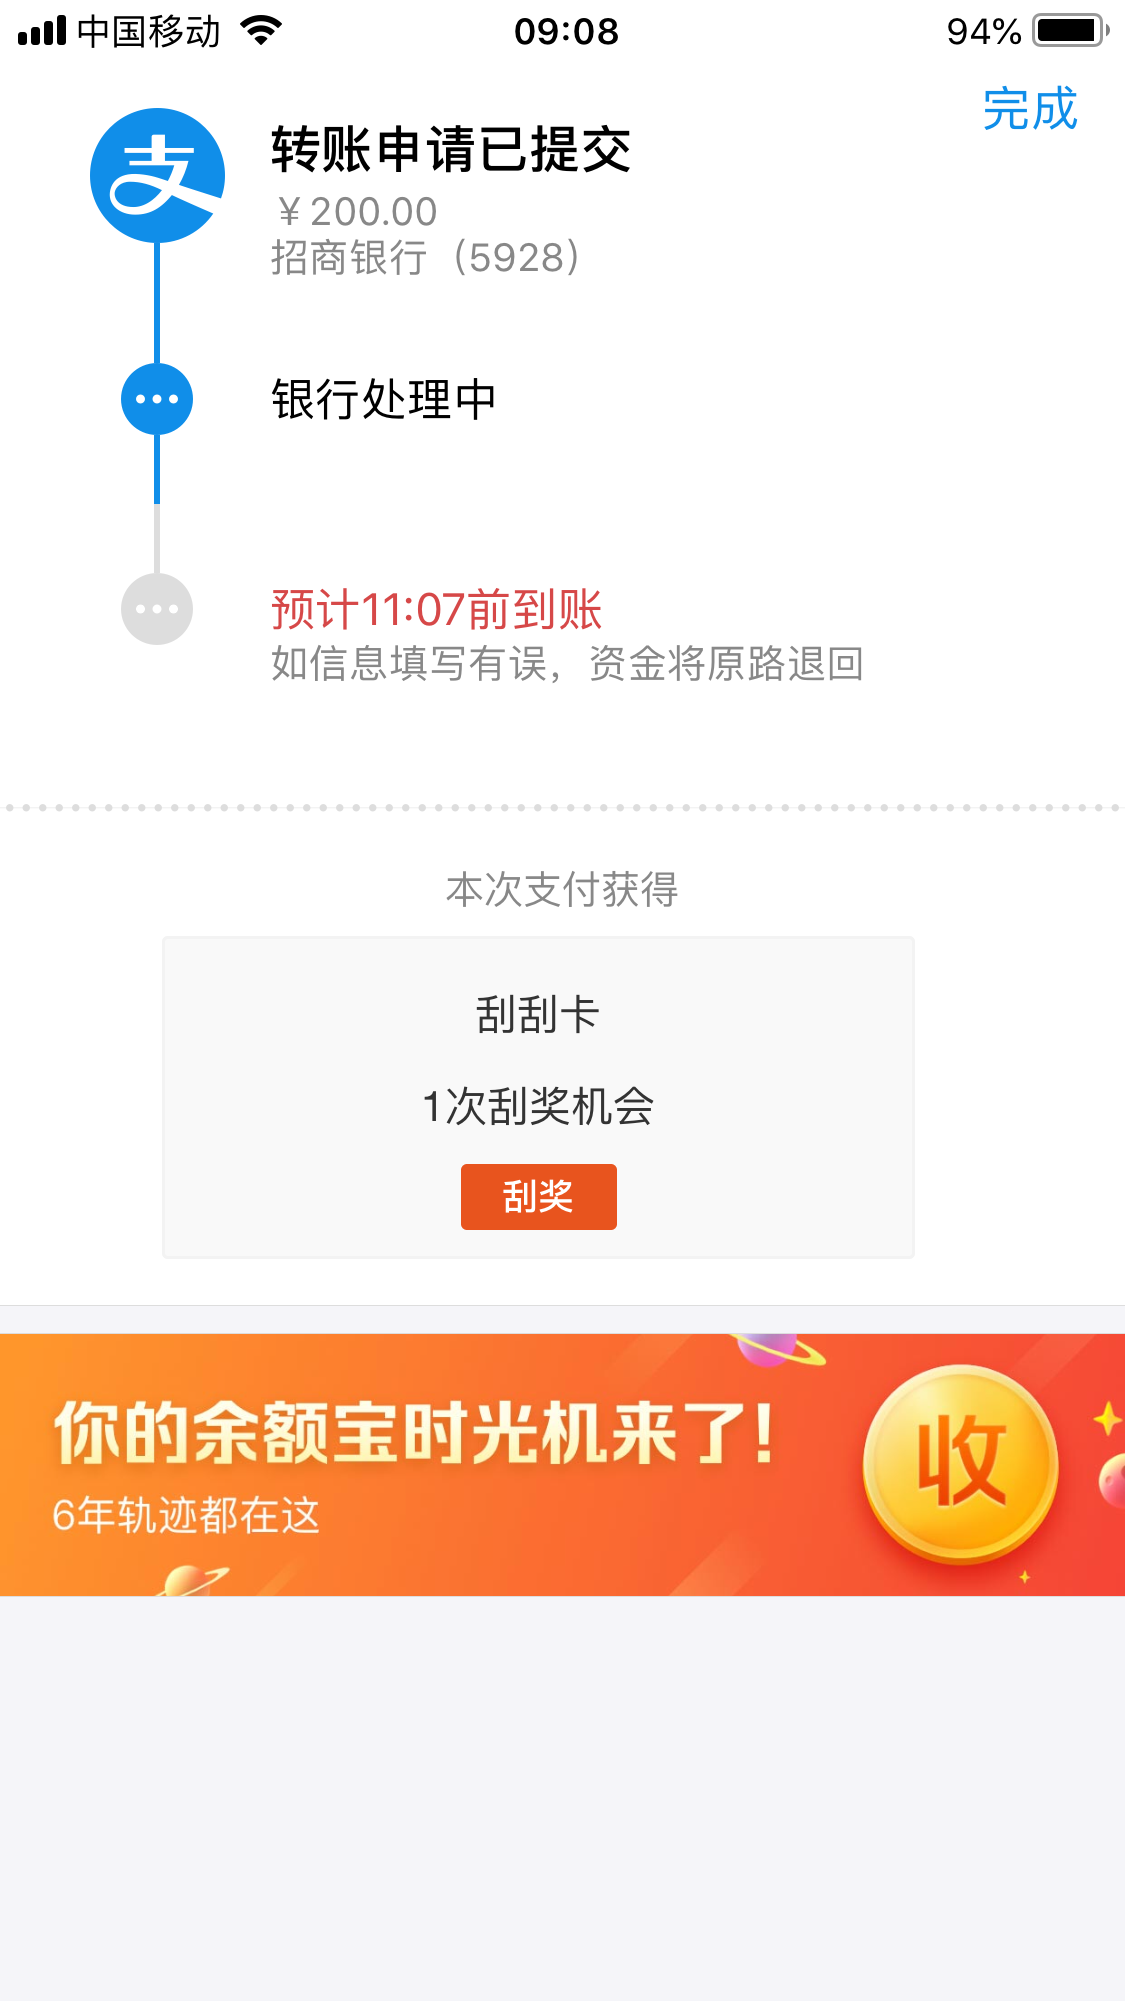 中国移动 09:08 94%
完成
支
转账申请已提交
￥200.00
招商银行（5928）
银行处理中
预计11:07前到账
如信息填写有误，资金将原路退回
本次支付获得
刮刮卡
1次刮奖机会
刮奖
你的余额宝时光机来了!
6年轨迹都在这
收